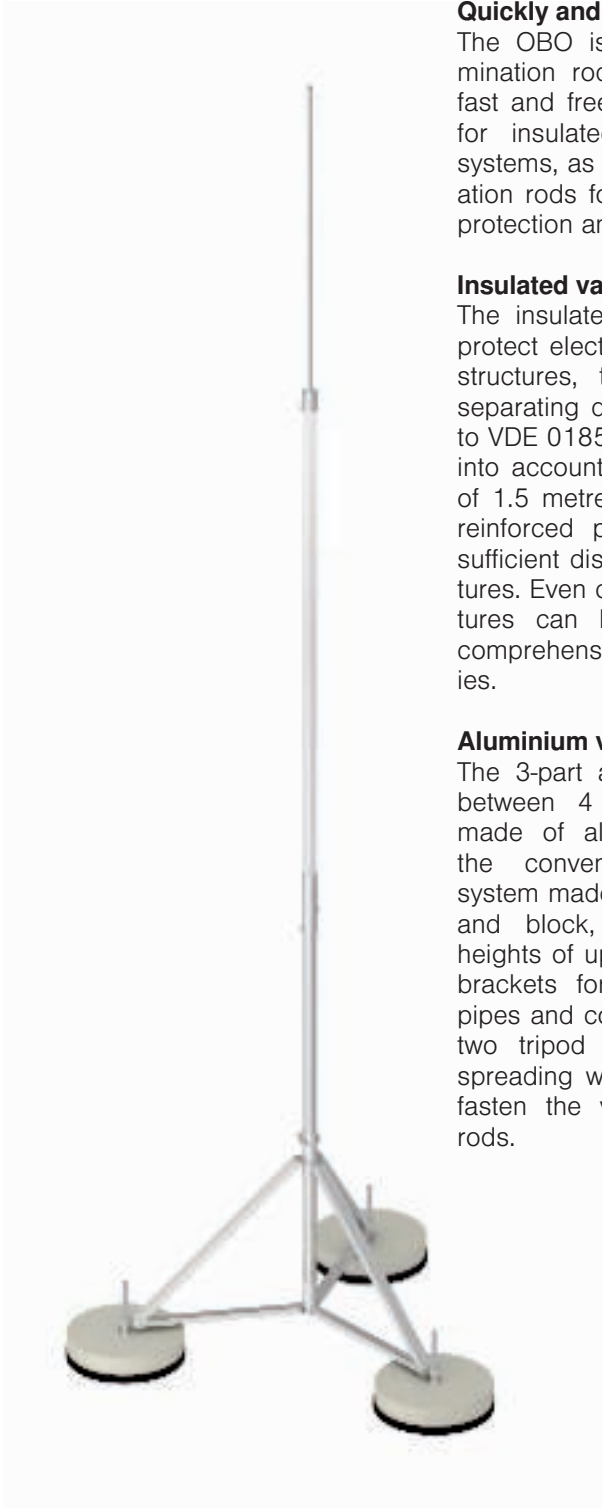 Quickly and
The OBO is
mination roc
fast and free
for insulate
systems, as
ation rods fo
protection ar
Insulated va
The insulate
protect elect
structures, f
separating d
to VDE 0185
into account
of 1.5 metre
reinforced p
sufficient dis
tures. Even c
tures can l
comprehens
ies.
Aluminium v
The 3-part a
between 4
made of al
the conver
system made
and block,
heights of up
brackets for
pipes and co
two tripod
spreading w
fasten the v
rods.